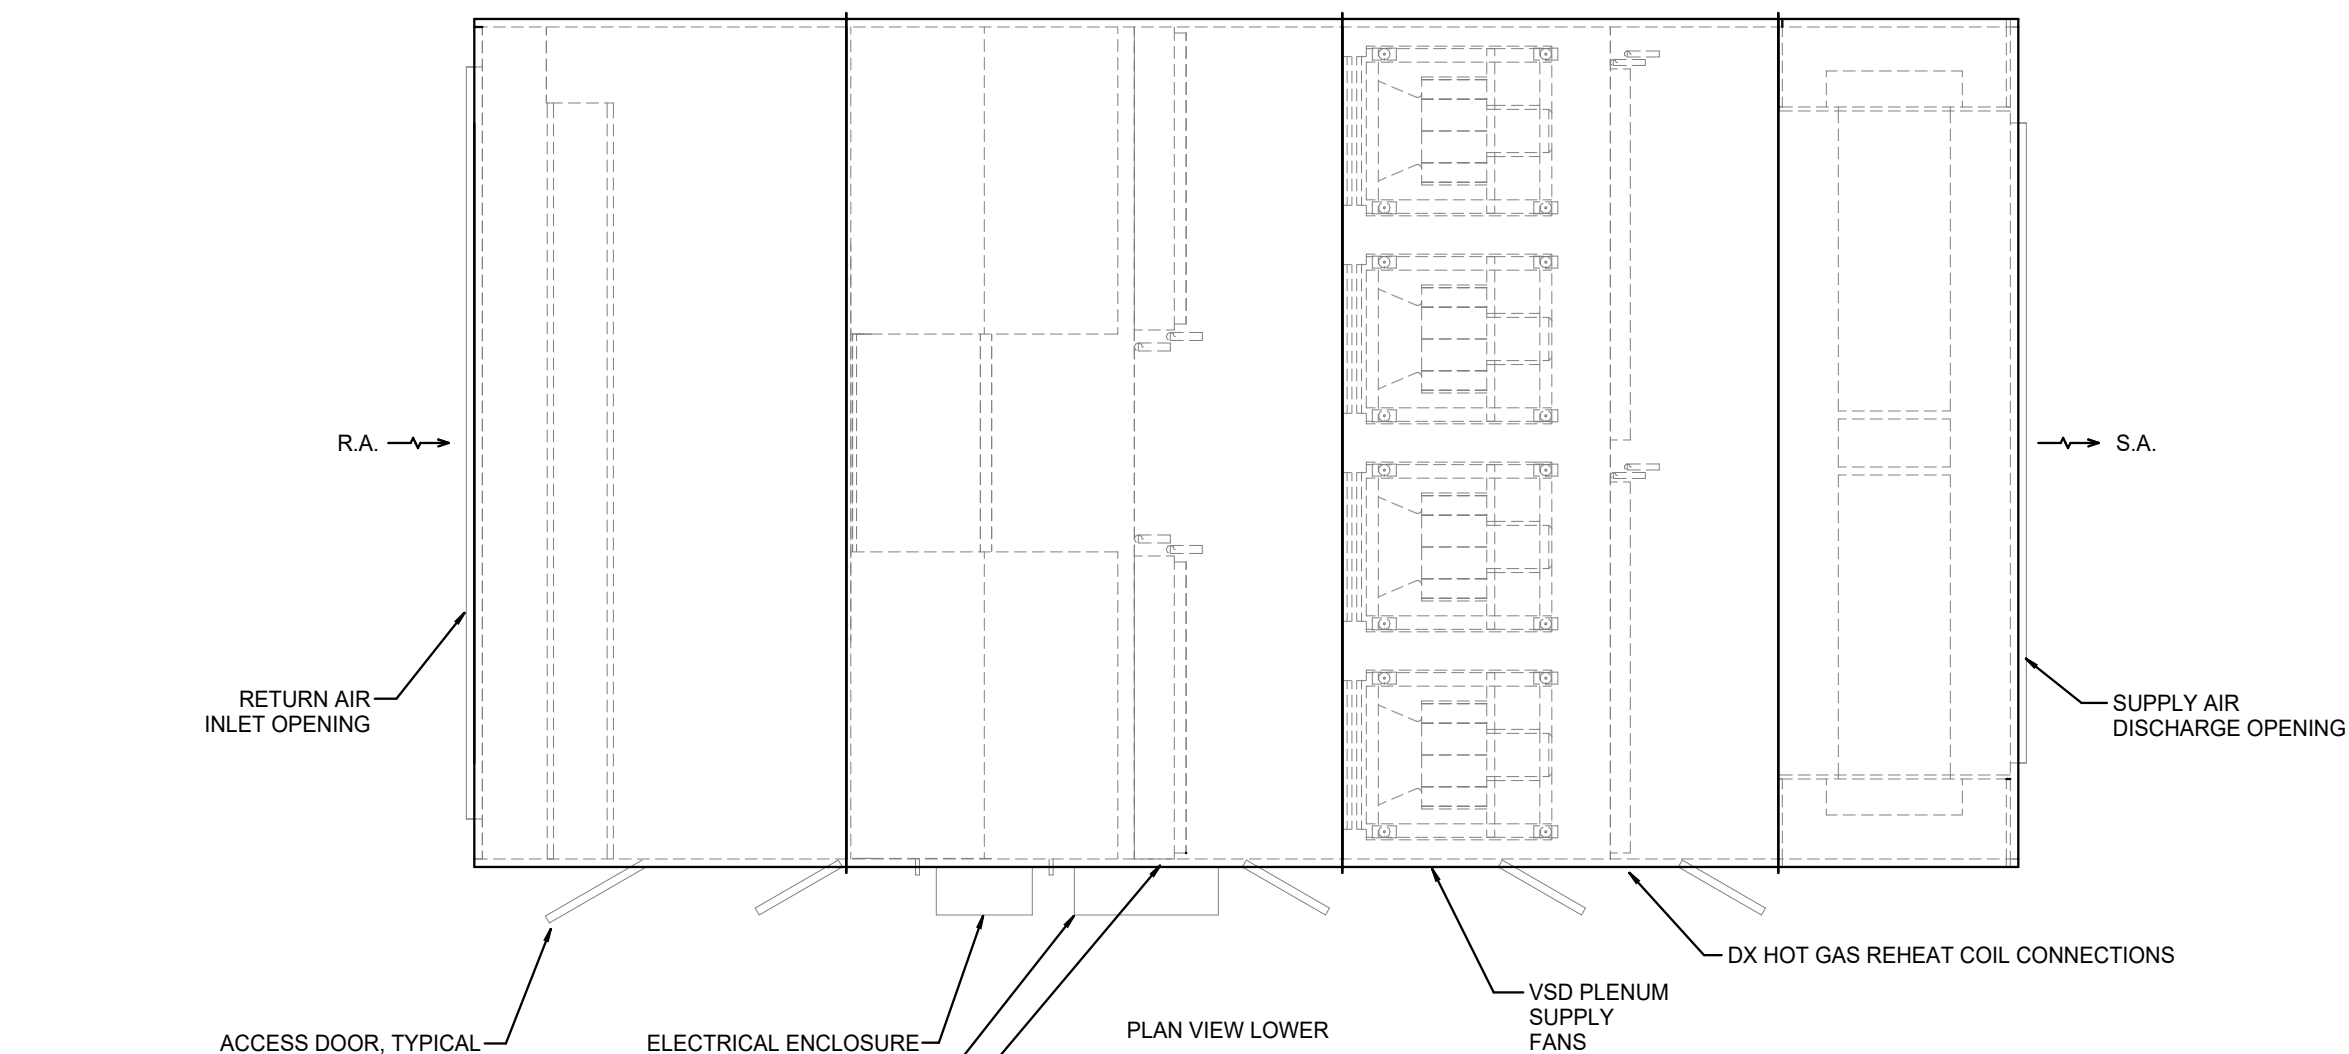 R.A.
S.A.
RETURN AIR
INLET OPENING
SUPPLY AIR
DISCHARGE OPENING
DX HOT GAS REHEAT COIL CONNECTIONS
VSD PLENUM
SUPPLY
FANS
PLAN VIEW LOWER
ACCESS DOOR, TYPICAL
ELECTRICAL ENCLOSURE